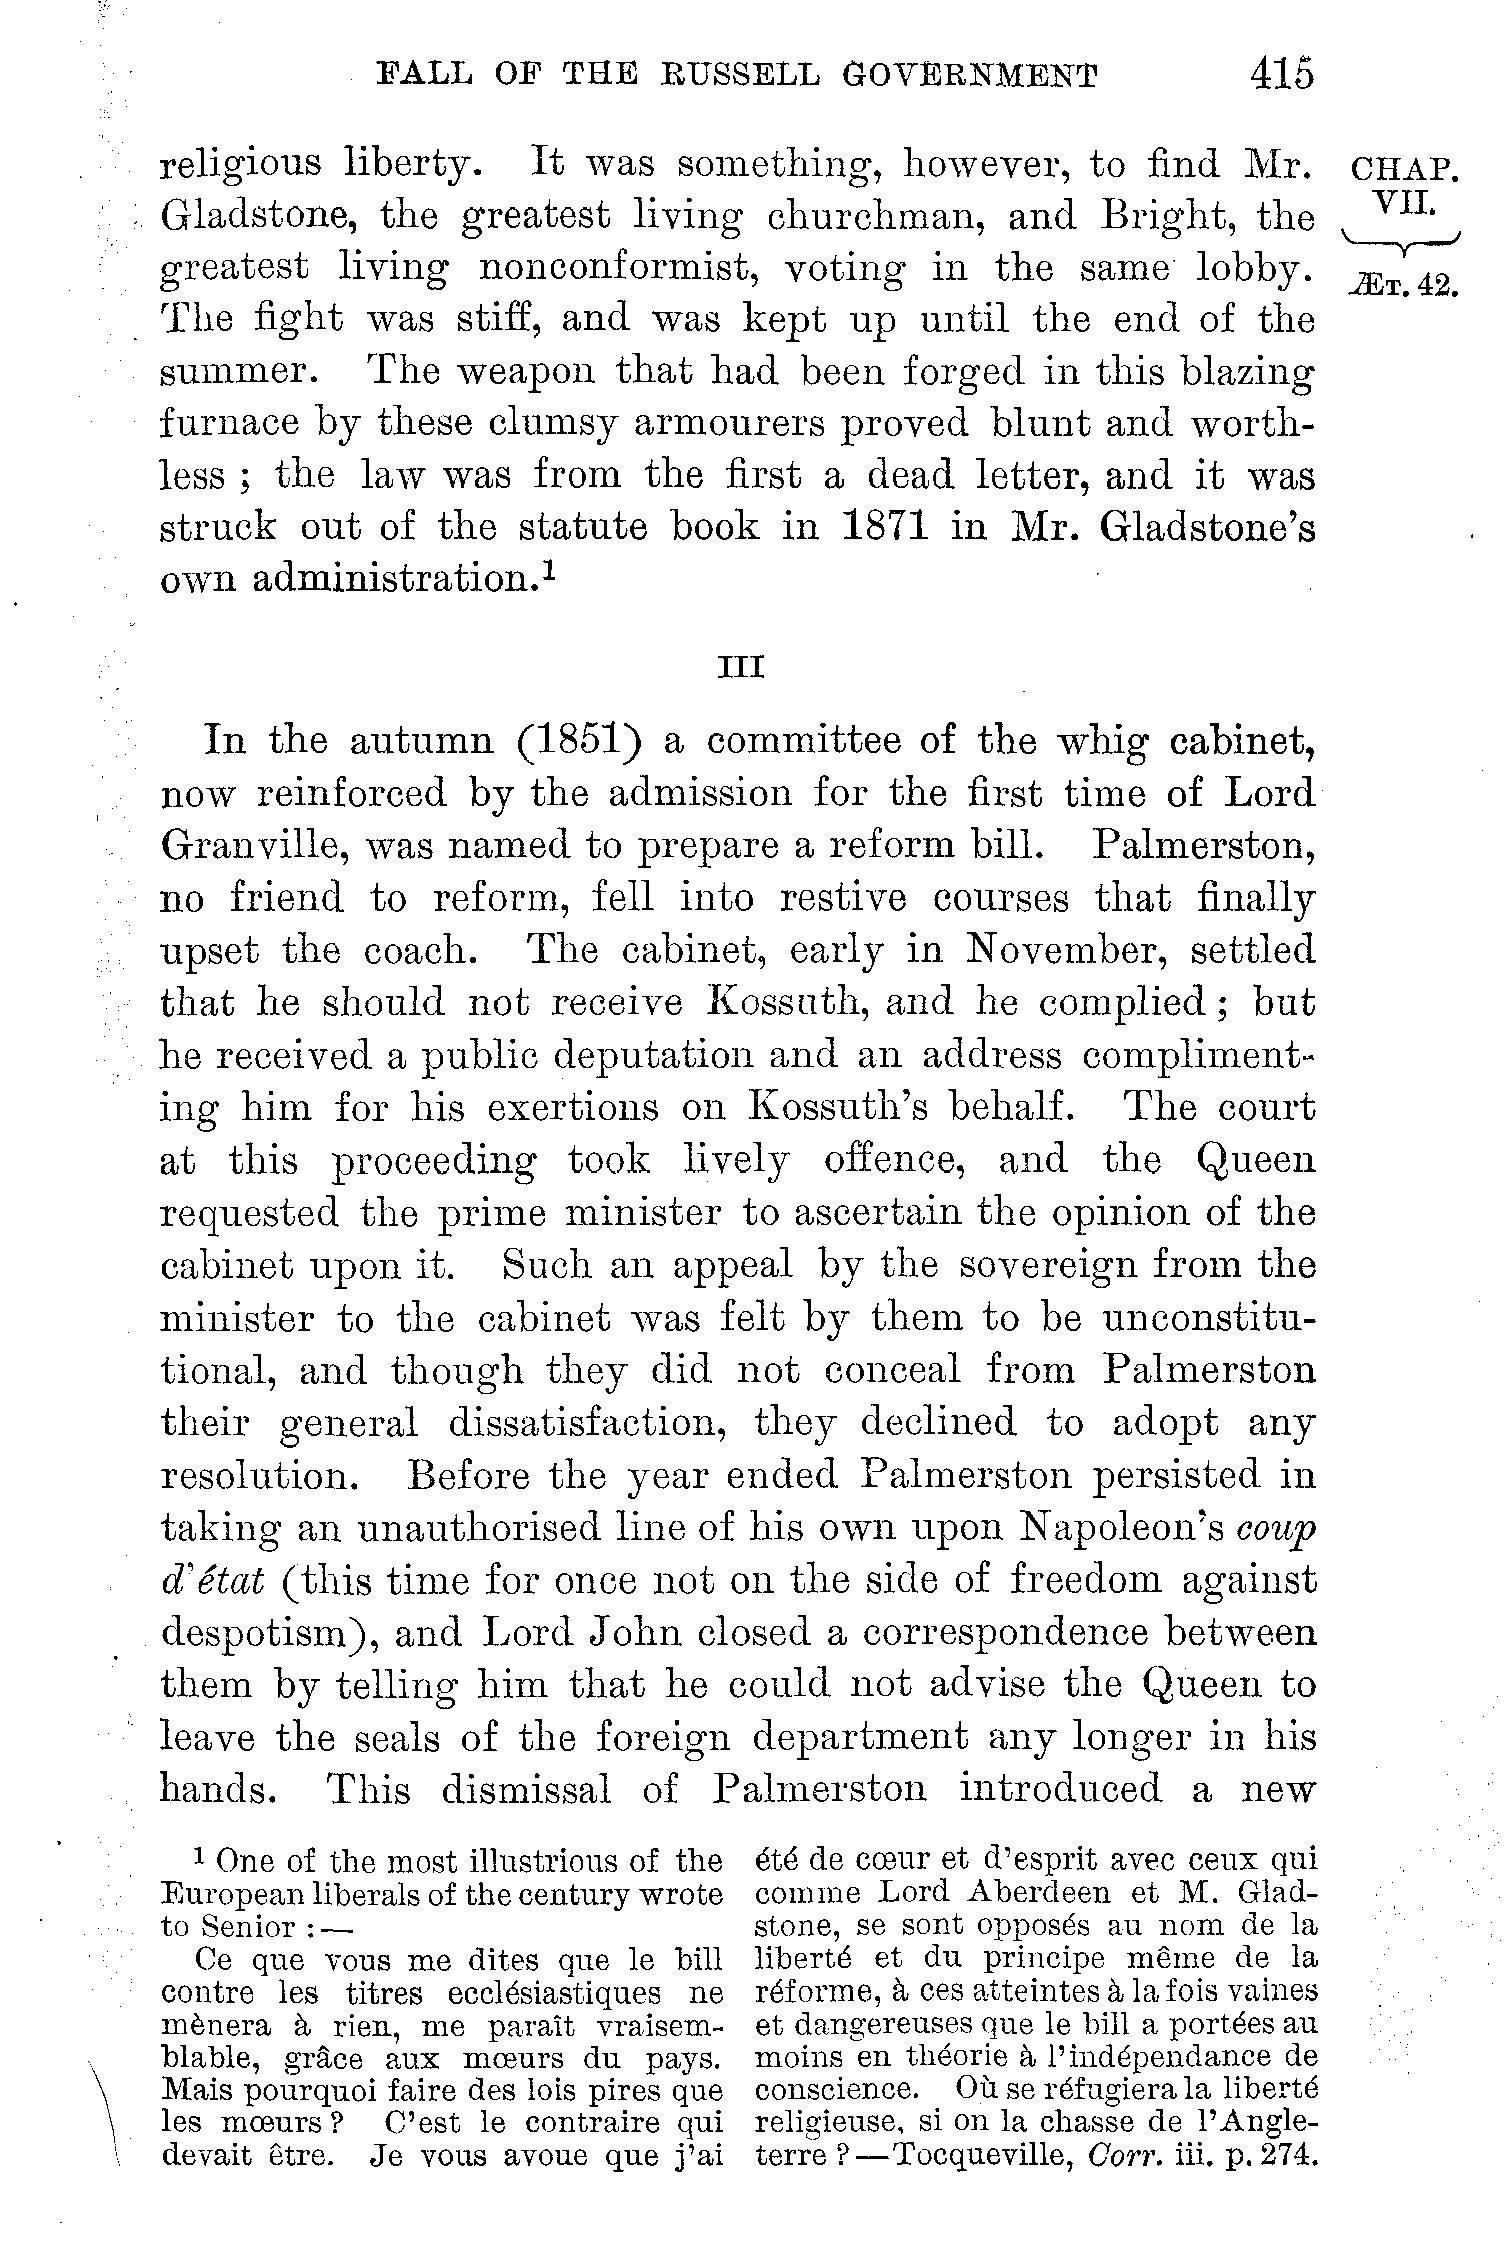 FALL OF THE RUSSELL GOVERNMENT 415
religious liberty. It was something, however, to find Mr.
Gladstone, the greatest living churchman, and Bright, the
greatest living nonconformist, voting in the same lobby.
The fight was stiff, and was kept up until the end of the
summer. The weapon that had been forged in this blazing
furnace by these clumsy armourers proved blunt and worth-
less ; the law was from the first a dead letter, and it was
struck out of the statute book in 1871 in Mr. Gladstone's
own administration.¹
CHAP.
VII.
ÆT. 42.
III
In the autumn (1851) a committee of the whig cabinet,
now reinforced by the admission for the first time of Lord
Granville, was named to prepare a reform bill. Palmerston,
no friend to reform, fell into restive courses that finally
upset the coach. The cabinet, early in November, settled
that he should not receive Kossuth, and he complied ; but
he received a public deputation and an address compliment-
ing him for his exertions on Kossuth's behalf. The court
at this proceeding took lively offence, and the Queen
requested the prime minister to ascertain the opinion of the
cabinet upon it. Such an appeal by the sovereign from the
minister to the cabinet was felt by them to be unconstitu-
tional, and though they did not conceal from Palmerston
their general dissatisfaction, they declined to adopt any
resolution. Before the year ended Palmerston persisted in
taking an unauthorised line of his own upon Napoleon's coup
d'état (this time for once not on the side of freedom against
despotism), and Lord John closed a correspondence between
them by telling him that he could not advise the Queen to
leave the seals of the foreign department any longer in his
hands. This dismissal of Palmerston introduced a new
¹ One of the most illustrious of the
European liberals of the century wrote
to Senior :—
Ce que vous me dites que le bill
contre les titres ecclésiastiques ne
mènera à rien, me paraît vraisem-
blable, grâce aux mœurs du pays.
Mais pourquoi faire des lois pires que
les mœurs ? C'est le contraire qui
devait être. Je vous avoue que j'ai
été de cœur et d'esprit avec ceux qui
comme Lord Aberdeen et M. Glad-
stone, se sont opposés au nom de la
liberté et du principe même de la
réforme, à ces atteintes à la fois vaines
et dangereuses que le bill a portées au
moins en théorie à l'indépendance de
conscience. Où se réfugiera la liberté
religieuse, si on la chasse de l'Angle-
terre ?—Tocqueville, Corr. iii. p. 274.